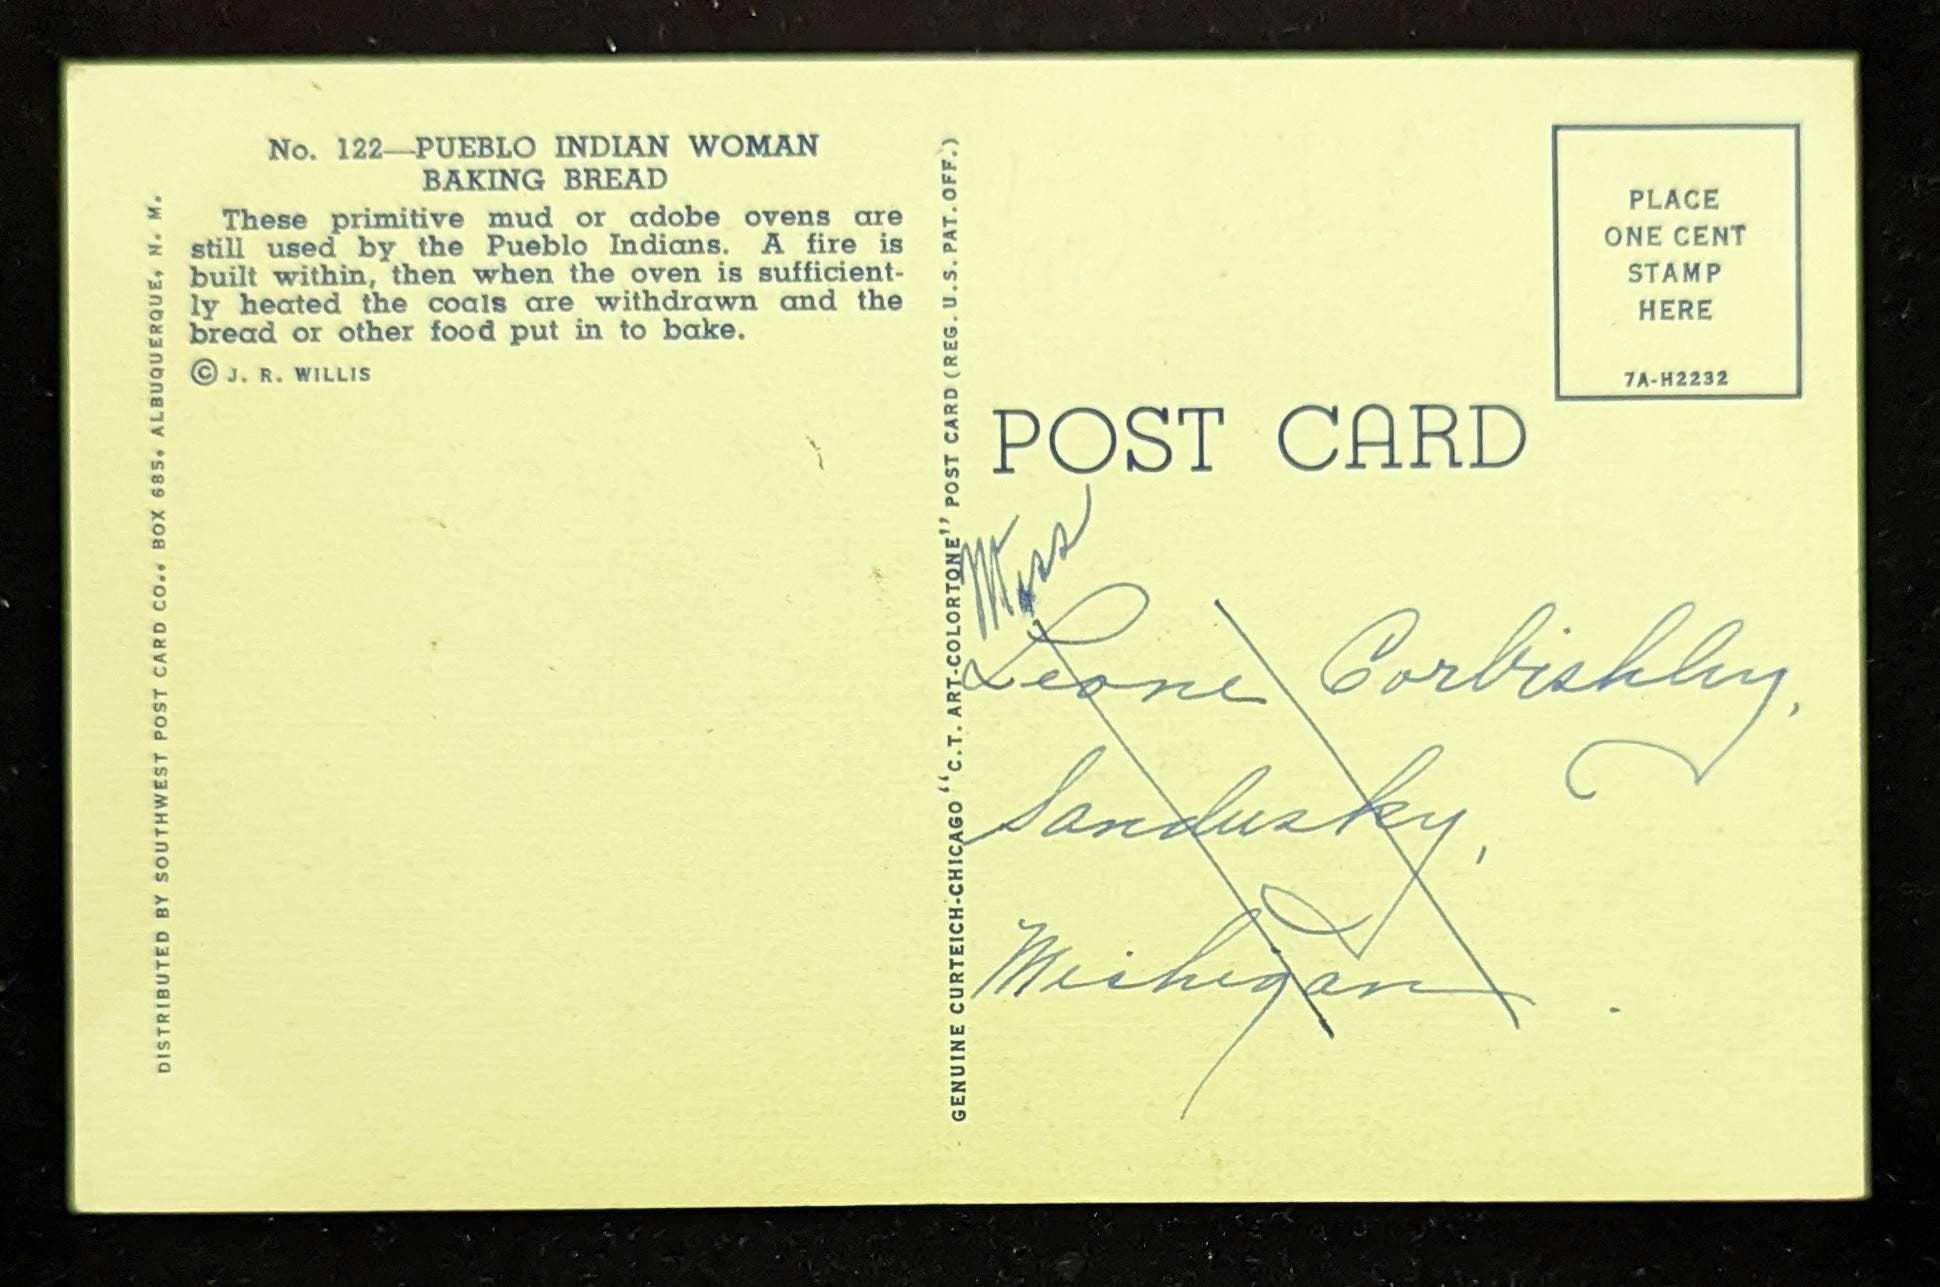 No. 122—PUEBLO INDIAN WOMAN
BAKING BREAD
These primitive mud or adobe ovens are
still used by the Pueblo Indians. A fire is
built within, then when the oven is sufficient-
ly heated the coals are withdrawn and the
bread or other food put in to bake.
© J. R. WILLIS
DISTRIBUTED BY SOUTHWEST POST CARD CO., BOX 685, ALBUQUERQUE, N. M.
GENUINE CURTEICH-CHICAGO "C.T. ART-COLORTONE" POST CARD (REG. U.S. PAT. OFF.)
PLACE
ONE CENT
STAMP
HERE
7A-H2232
POST CARD
Miss
Leone Corbishley,
Sandusky,
Michigan.